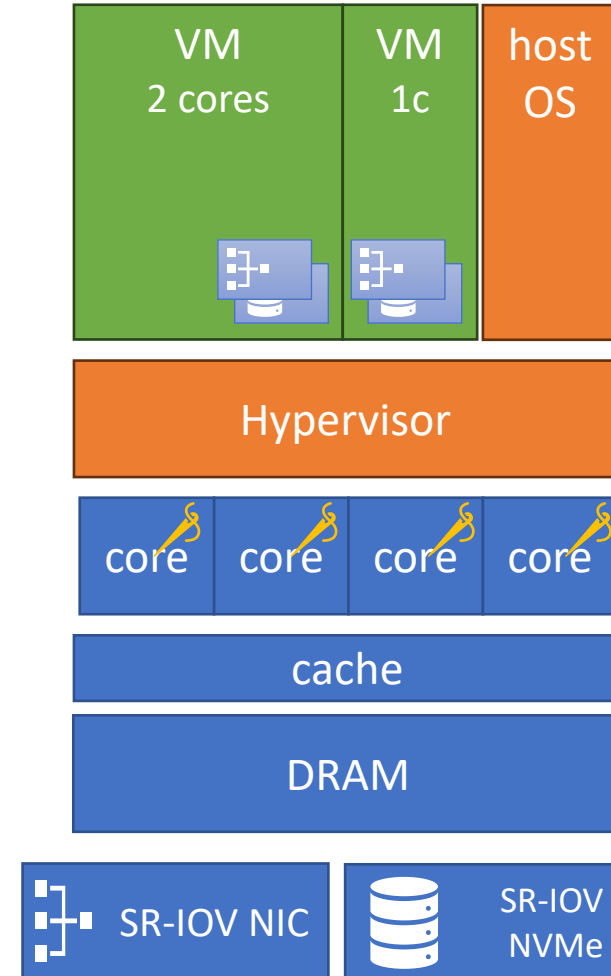 VM
2 cores
VM
1c
host
OS
Hypervisor
core
core
core
core
cache
DRAM
SR-IOV NIC
SR-IOV
NVMe